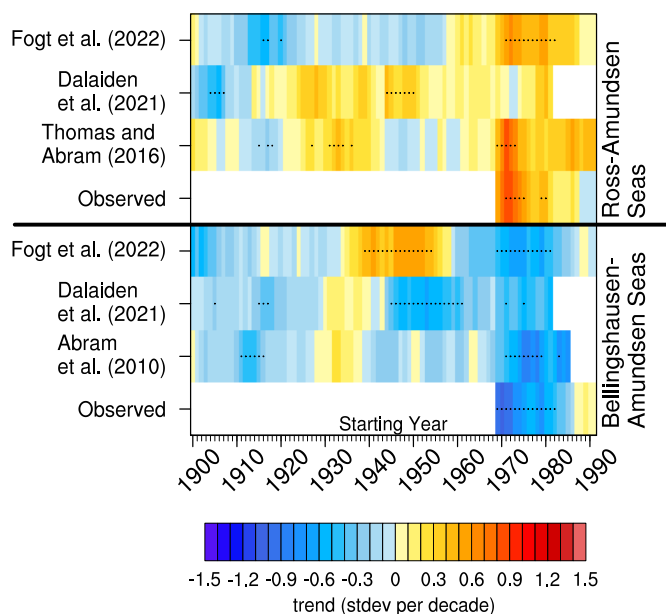 Fogt et al. (2022)
Dalaiden
et al. (2021)
Thomas and
Abram (2016)
Observed
Ross-Amundsen
Seas
Fogt et al. (2022)
Dalaiden
et al. (2021)
Abram
et al. (2010)
Observed
Bellingshausen-
Amundsen Seas
Starting Year
1900 1910 1920 1930 1940 1950 1960 1970 1980 1990
-1.5 -1.2 -0.9 -0.6 -0.3 0 0.3 0.6 0.9 1.2 1.5
trend (stdev per decade)